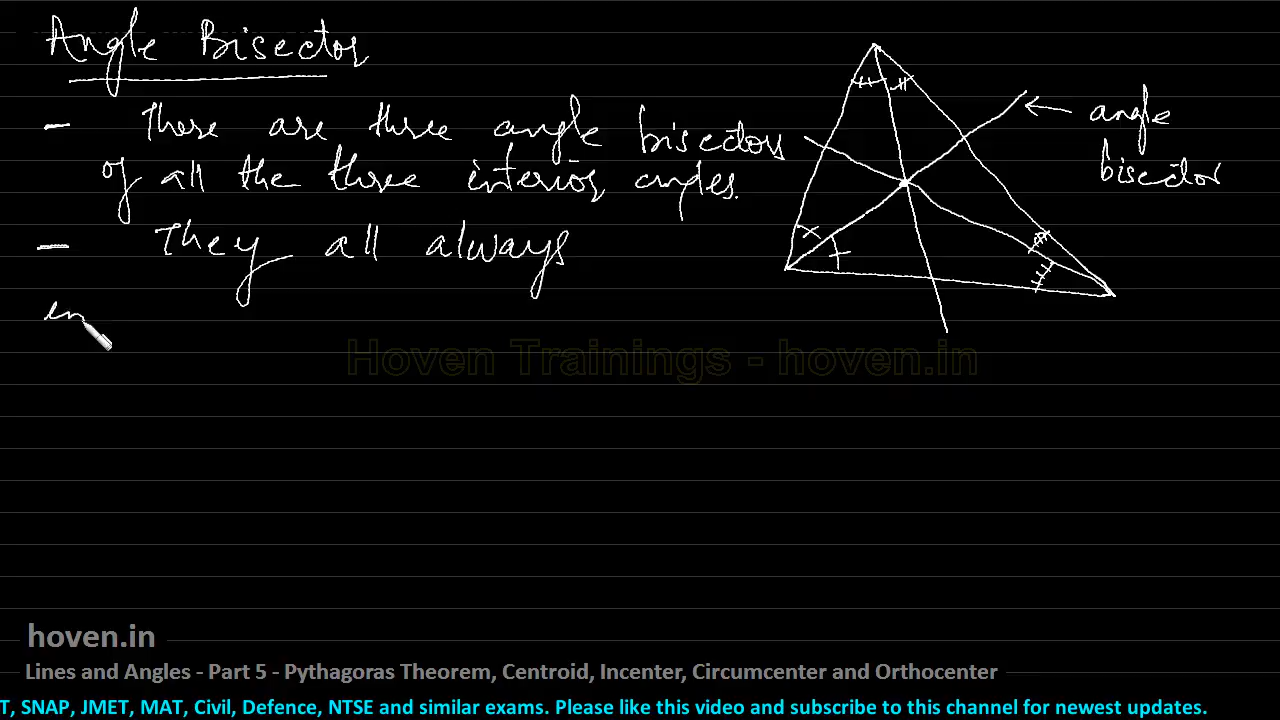 Angle Bisector
- There are three angle bisectors
of all the three interior angles.
- They all always
in
angle
bisector
Hoven Trainings - hoven.in
hoven.in
Lines and Angles - Part 5 - Pythagoras Theorem, Centroid, Incenter, Circumcenter and Orthocenter
T, SNAP, JMET, MAT, Civil, Defence, NTSE and similar exams. Please like this video and subscribe to this channel for newest updates.